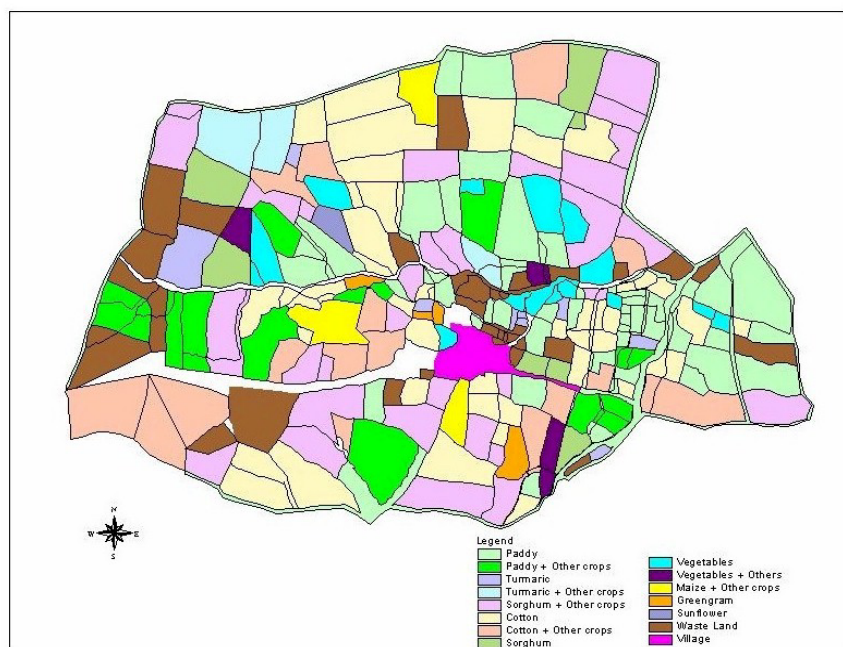 N
W E
S
Legend
Paddy
Paddy + Other crops
Turmaric
Turmaric + Other crops
Sorghum + Other crops
Cotton
Cotton + Other crops
Sorghum
Vegetables
Vegetables + Others
Maize + Other crops
Greengram
Sunflower
Waste Land
Village